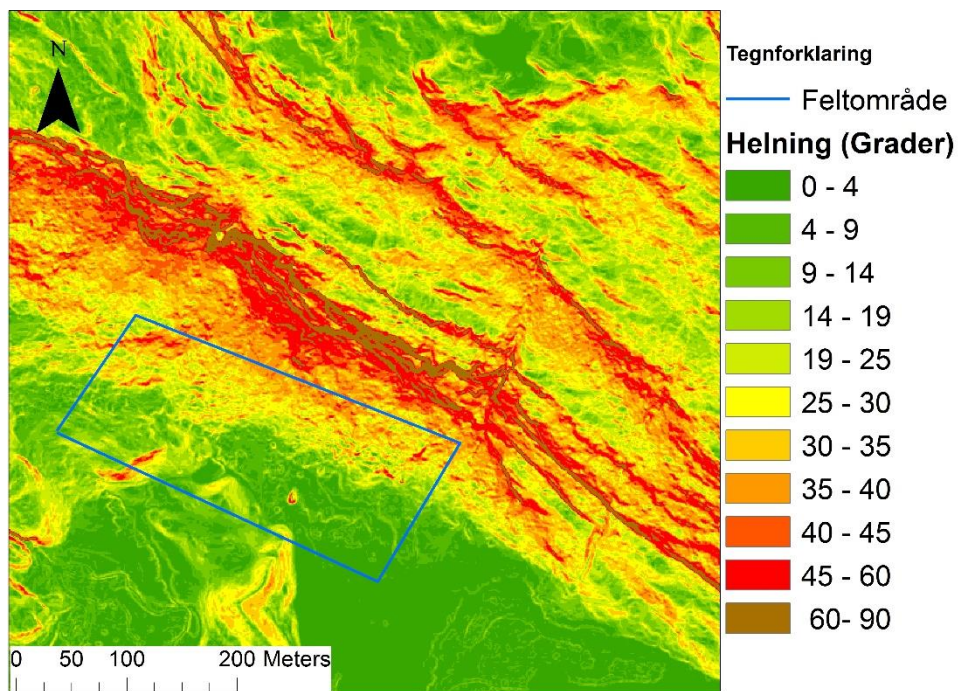 N
Tegnforklaring
Feltområde
Helning (Grader)
0 - 4
4 - 9
9 - 14
14 - 19
19 - 25
25 - 30
30 - 35
35 - 40
40 - 45
45 - 60
60- 90
0 50 100 200 Meters